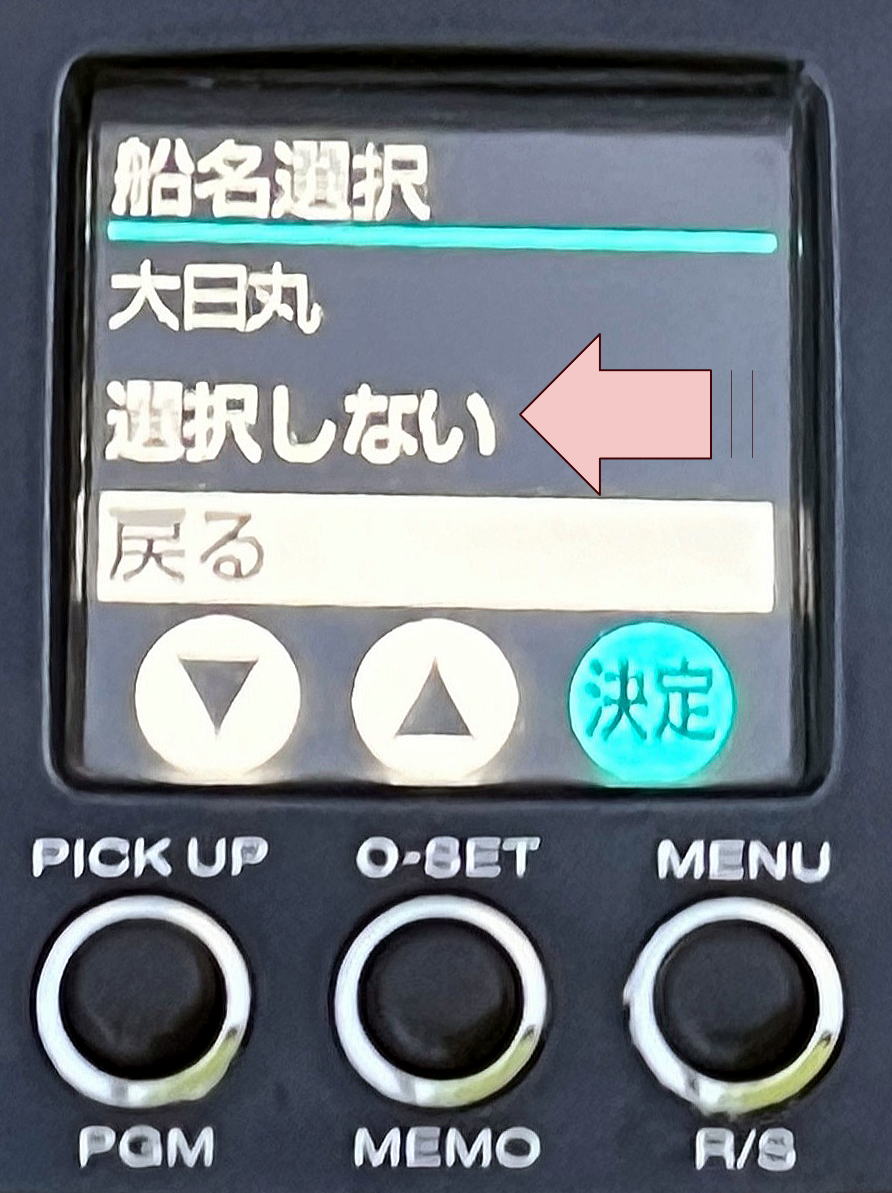 船名選択
大日丸
選択しない
戻る
決定
PICK UP 0-SET MENU
PGM MEMO R/S